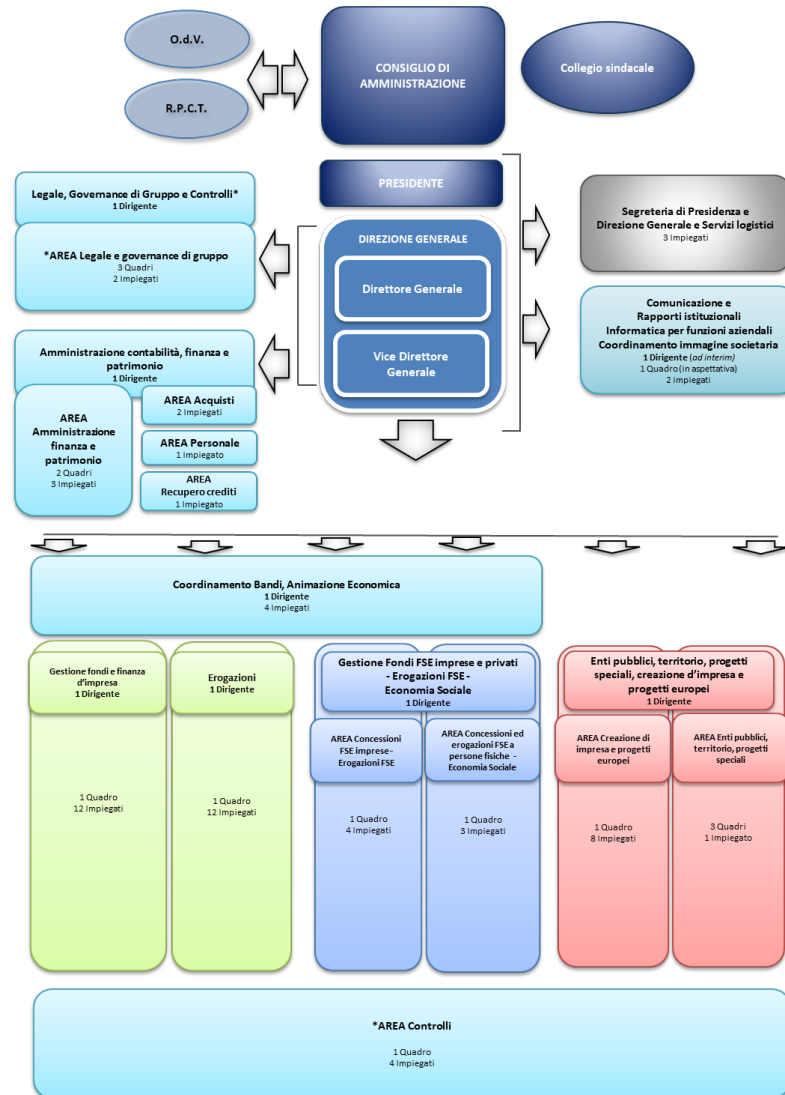 O.d.V.
R.P.C.T.
CONSIGLIO DI
AMMINISTRAZIONE
Collegio sindacale
PRESIDENTE
DIREZIONE GENERALE
Direttore Generale
Vice Direttore
Generale
Legale, Governance di Gruppo e Controlli*
1 Dirigente
*AREA Legale e governance di gruppo
3 Quadri
2 Impiegati
Amministrazione contabilità, finanza e
patrimonio
1 Dirigente
AREA
Amministrazione
finanza e
patrimonio
2 Quadri
3 Impiegati
AREA Acquisti
2 Impiegati
AREA Personale
1 Impiegato
AREA
Recupero crediti
1 Impiegato
Segreteria di Presidenza e
Direzione Generale e Servizi logistici
3 Impiegati
Comunicazione e
Rapporti istituzionali
Informatica per funzioni aziendali
Coordinamento immagine societaria
1 Dirigente (ad interim)
1 Quadro (in aspettativa)
2 impiegati
Coordinamento Bandi, Animazione Economica
1 Dirigente
4 Impiegati
Gestione fondi e finanza
d’impresa
1 Dirigente
1 Quadro
12 Impiegati
Erogazioni
1 Dirigente
1 Quadro
12 Impiegati
Gestione Fondi FSE imprese e privati
- Erogazioni FSE -
Economia Sociale
1 Dirigente
AREA Concessioni
FSE imprese -
Erogazioni FSE
1 Quadro
4 Impiegati
AREA Concessioni ed
erogazioni FSE a
persone fisiche -
Economia Sociale
1 Quadro
3 Impiegati
Enti pubblici, territorio, progetti
speciali, creazione d’impresa e
progetti europei
1 Dirigente
AREA Creazione di
impresa e progetti
europei
1 Quadro
8 Impiegati
AREA Enti pubblici,
territorio, progetti
speciali
3 Quadri
1 Impiegato
*AREA Controlli
1 Quadro
4 Impiegati